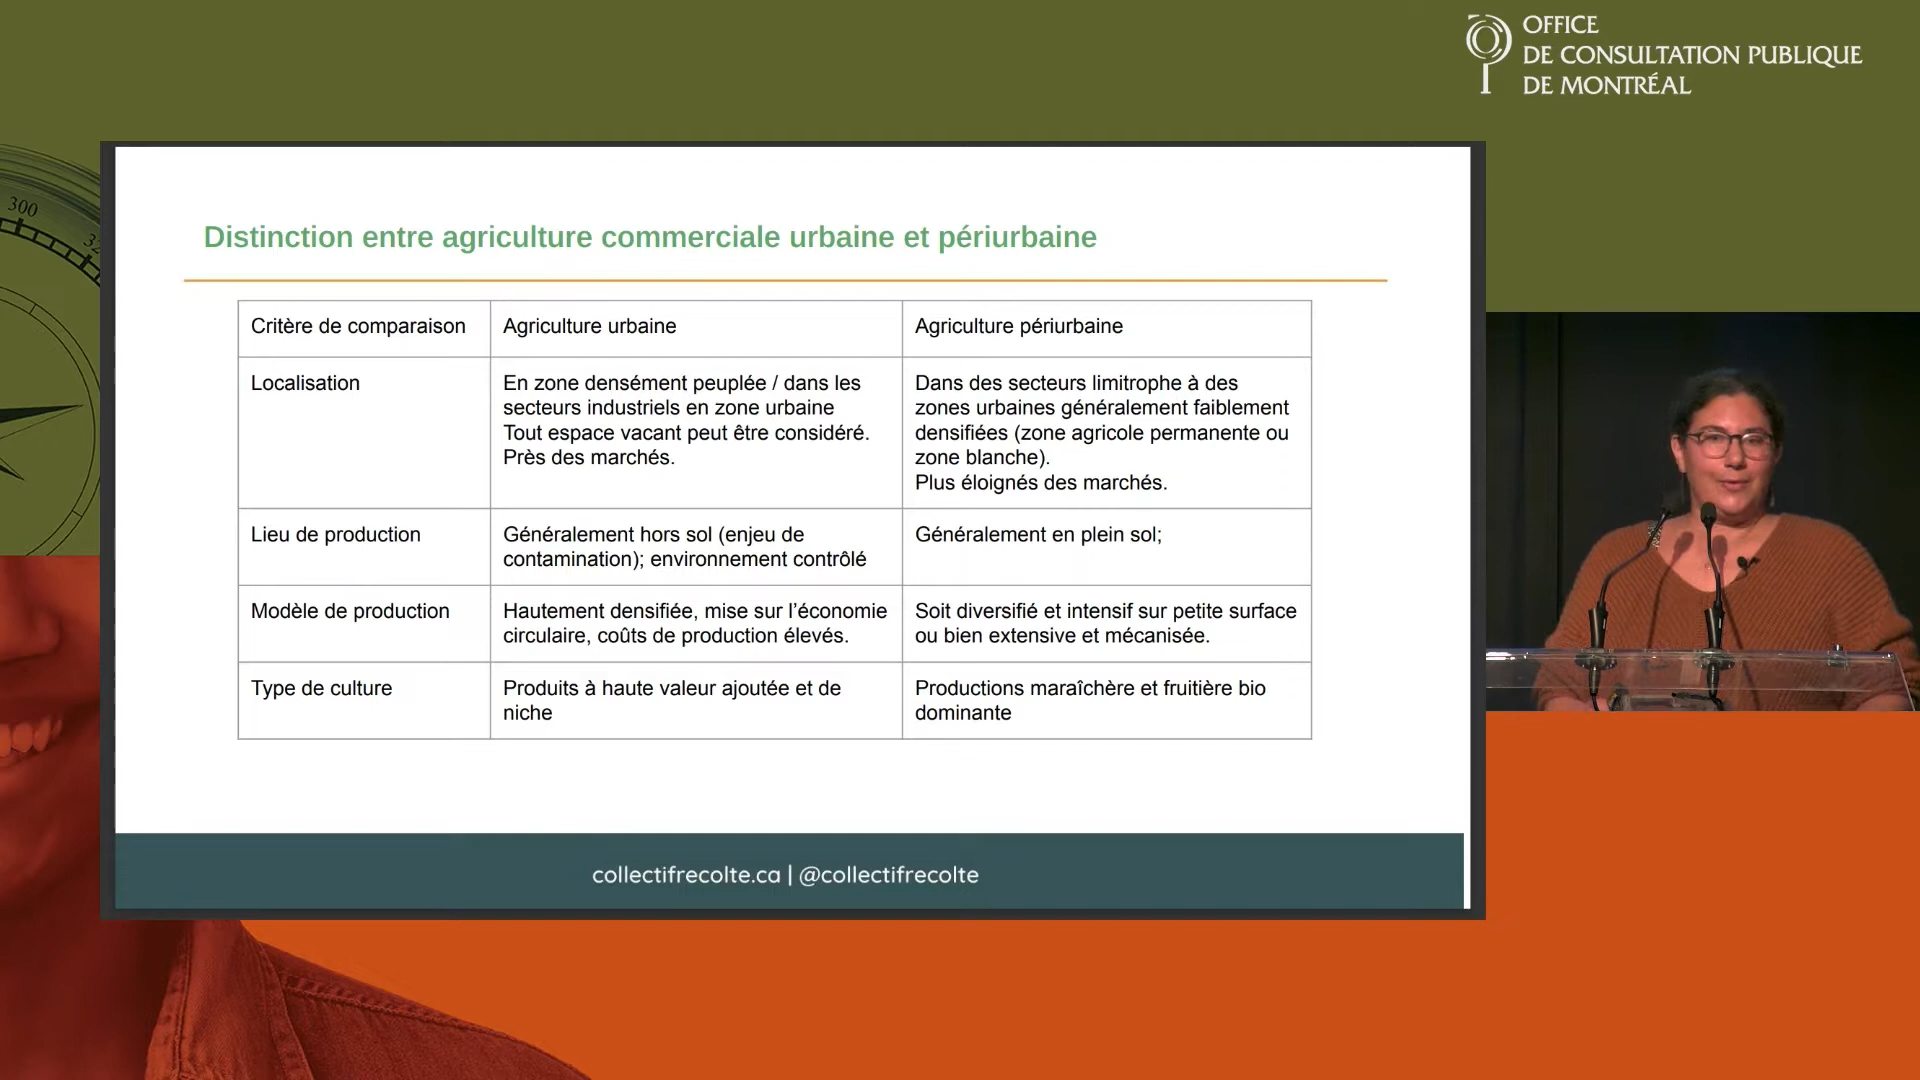 OFFICE
DE CONSULTATION PUBLIQUE
DE MONTRÉAL
300
Distinction entre agriculture commerciale urbaine et périurbaine
Critère de comparaison
Agriculture urbaine
Agriculture périurbaine
Localisation
En zone densément peuplée / dans les
secteurs industriels en zone urbaine
Tout espace vacant peut être considéré.
Près des marchés.
Dans des secteurs limitrophe à des
zones urbaines généralement faiblement
densifiées (zone agricole permanente ou
zone blanche).
Plus éloignés des marchés.
Lieu de production
Généralement hors sol (enjeu de
contamination); environnement contrôlé
Généralement en plein sol;
Modèle de production
Hautement densifiée, mise sur l’économie
circulaire, coûts de production élevés.
Soit diversifié et intensif sur petite surface
ou bien extensive et mécanisée.
Type de culture
Produits à haute valeur ajoutée et de
niche
Productions maraîchère et fruitière bio
dominante
collectifrecolte.ca | @collectifrecolte